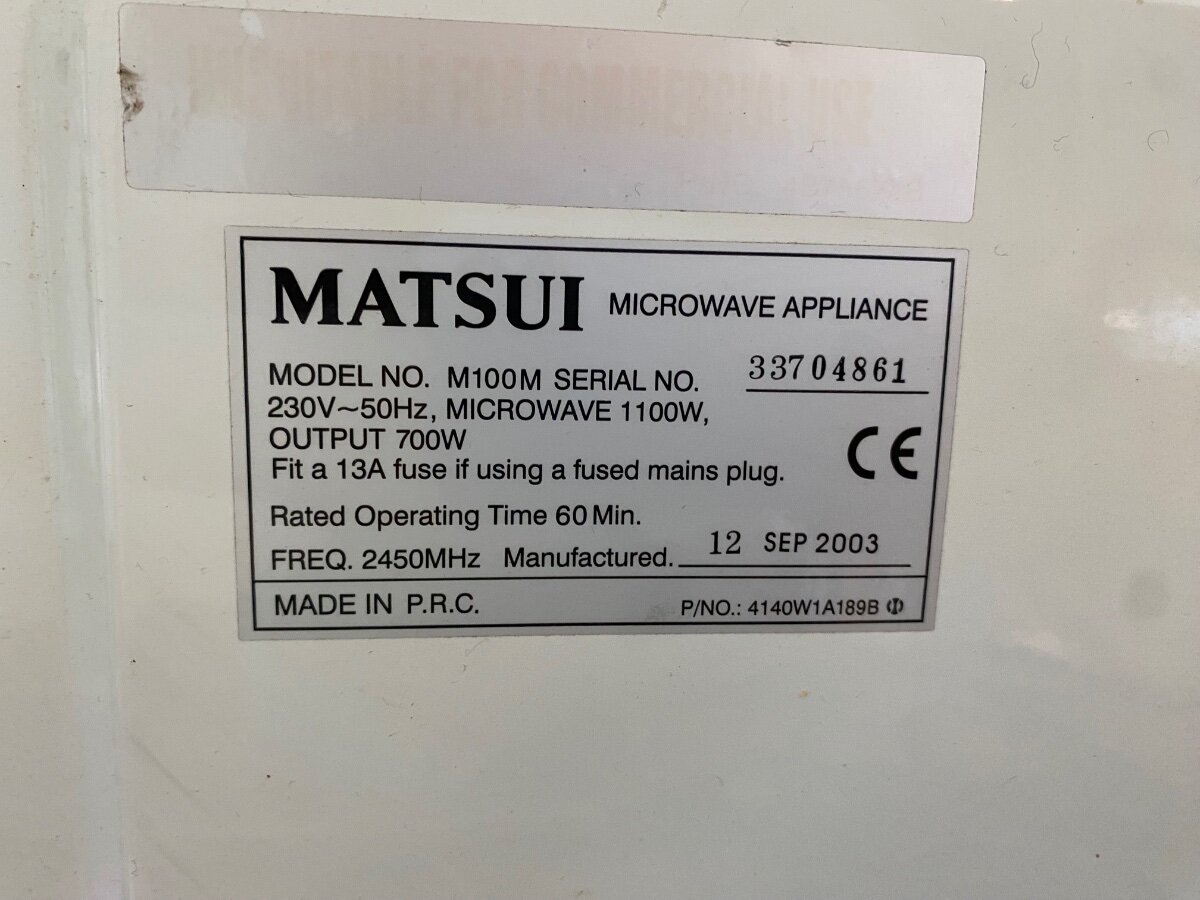 MATSUI MICROWAVE APPLIANCE
MODEL NO. M100M SERIAL NO. 33704861
230V~50Hz, MICROWAVE 1100W,
OUTPUT 700W
CE
Fit a 13A fuse if using a fused mains plug.
Rated Operating Time 60 Min.
FREQ. 2450MHz Manufactured. 12 SEP 2003
MADE IN P.R.C. P/NO.: 4140W1A189B